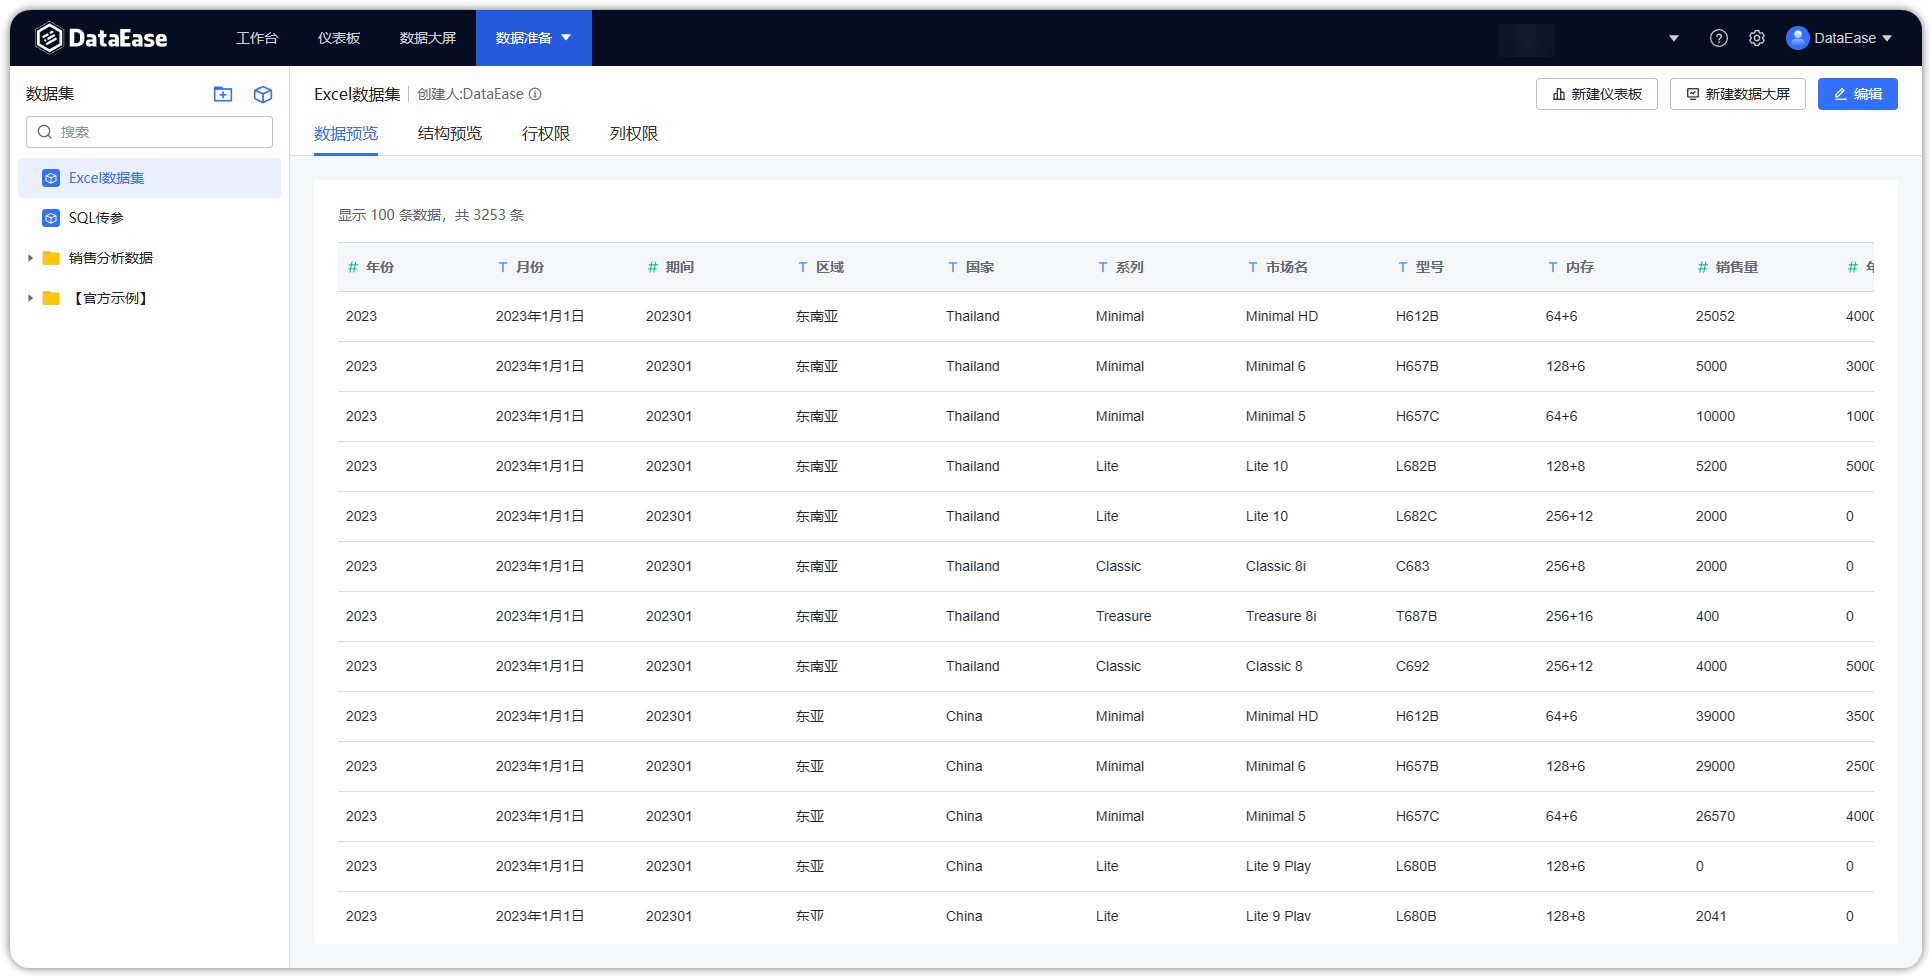 DataEase 工作台 仪表板 数据大屏 数据准备 DataEase
数据集
搜索
Excel数据集
SQL传参
销售分析数据
【官方示例】
Excel数据集 创建人:DataEase 新建仪表板 新建数据大屏 编辑
数据预览 结构预览 行权限 列权限
显示 100 条数据，共 3253 条
# 年份 T 月份 # 期间 T 区域 T 国家 T 系列 T 市场名 T 型号 T 内存 # 销售量 #
2023 2023年1月1日 202301 东南亚 Thailand Minimal Minimal HD H612B 64+6 25052 4000
2023 2023年1月1日 202301 东南亚 Thailand Minimal Minimal 6 H657B 128+6 5000 3000
2023 2023年1月1日 202301 东南亚 Thailand Minimal Minimal 5 H657C 64+6 10000 1000
2023 2023年1月1日 202301 东南亚 Thailand Lite Lite 10 L682B 128+8 5200 5000
2023 2023年1月1日 202301 东南亚 Thailand Lite Lite 10 L682C 256+12 2000 0
2023 2023年1月1日 202301 东南亚 Thailand Classic Classic 8i C683 256+8 2000 0
2023 2023年1月1日 202301 东南亚 Thailand Treasure Treasure 8i T687B 256+16 400 0
2023 2023年1月1日 202301 东南亚 Thailand Classic Classic 8 C692 256+12 4000 5000
2023 2023年1月1日 202301 东亚 China Minimal Minimal HD H612B 64+6 39000 3500
2023 2023年1月1日 202301 东亚 China Minimal Minimal 6 H657B 128+6 29000 2500
2023 2023年1月1日 202301 东亚 China Minimal Minimal 5 H657C 64+6 26570 4000
2023 2023年1月1日 202301 东亚 China Lite Lite 9 Play L680B 128+6 0 0
2023 2023年1月1日 202301 东亚 China Lite Lite 9 Play L680B 128+8 2041 0